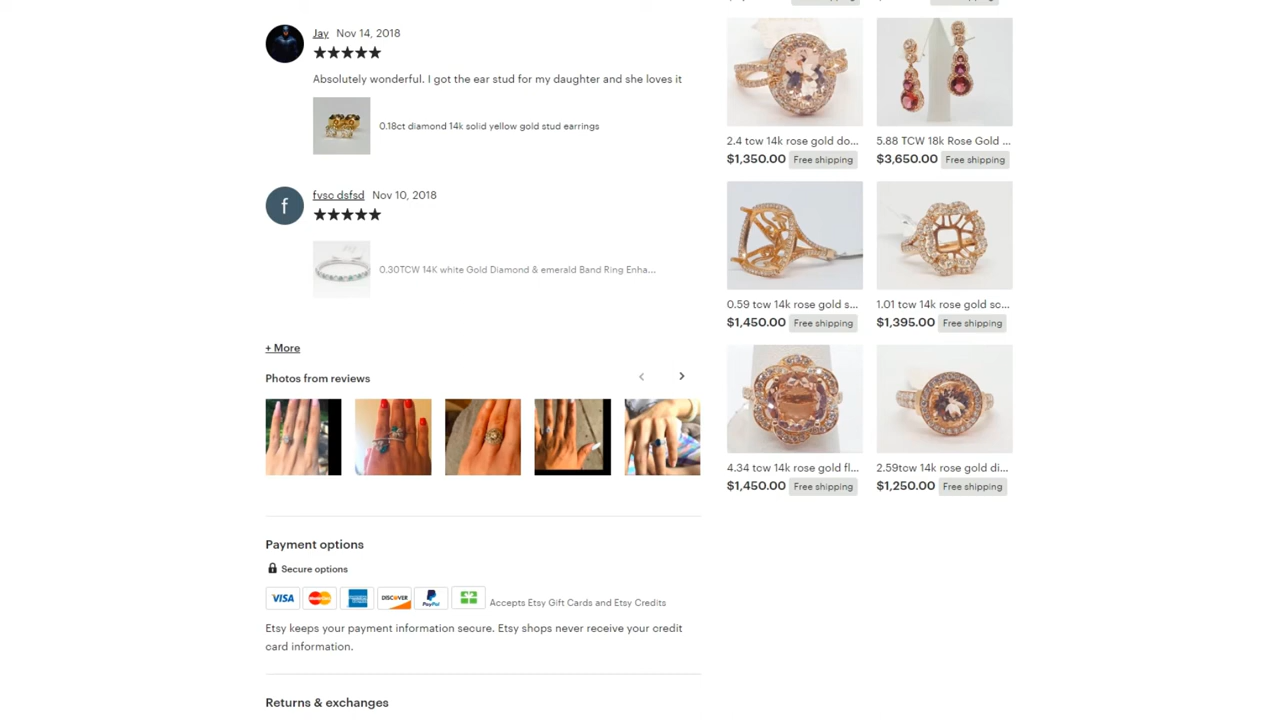 Jay Nov 14, 2018
★★★★★
Absolutely wonderful. I got the ear stud for my daughter and she loves it
0.18ct diamond 14k solid yellow gold stud earrings
f
fvsc dsfsd Nov 10, 2018
★★★★★
0.30TCW 14K white Gold Diamond & emerald Band Ring Enha...
+ More
Photos from reviews
Payment options
Secure options
VISA MasterCard DISCOVER PayPal Accepts Etsy Gift Cards and Etsy Credits
Etsy keeps your payment information secure. Etsy shops never receive your credit
card information.
Returns & exchanges
2.4 tcw 14k rose gold do...
$1,350.00 Free shipping
5.88 TCW 18k Rose Gold ...
$3,650.00 Free shipping
0.59 tcw 14k rose gold s...
$1,450.00 Free shipping
1.01 tcw 14k rose gold sc...
$1,395.00 Free shipping
4.34 tcw 14k rose gold fl...
$1,450.00 Free shipping
2.59tcw 14k rose gold di...
$1,250.00 Free shipping